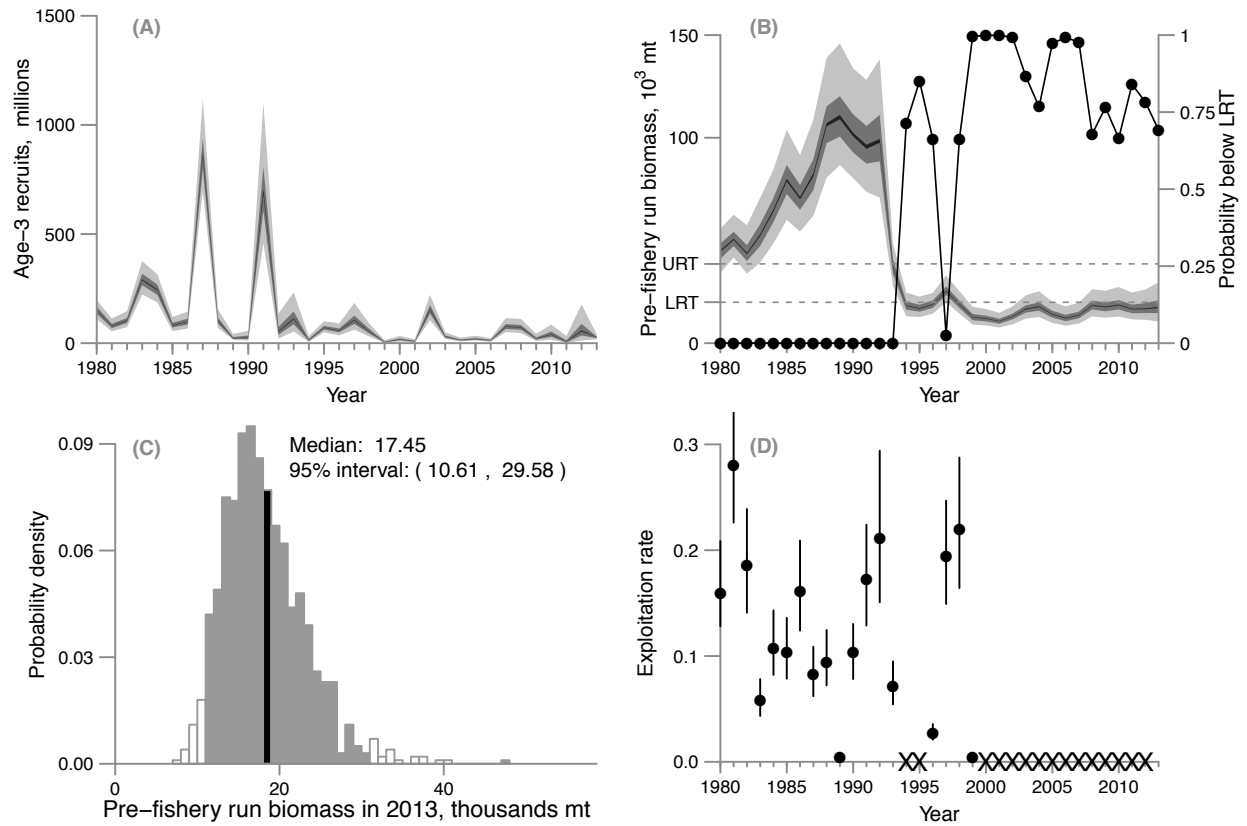 (A)
Age−3 recruits, millions
1500
1000
500
0
1980 1985 1990 1995 2000 2005 2010
Year
(B)
Pre−fishery run biomass, 10³ mt
150
100
URT
LRT
0
1
0.75
0.5
0.25
0
Probability below LRT
1980 1985 1990 1995 2000 2005 2010
Year
(C)
Median: 17.45
95% interval: ( 10.61 , 29.58 )
Probability density
0.09
0.06
0.03
0.00
0 20 40
Pre−fishery run biomass in 2013, thousands mt
(D)
Exploitation rate
0.3
0.2
0.1
0.0
1980 1985 1990 1995 2000 2005 2010
Year